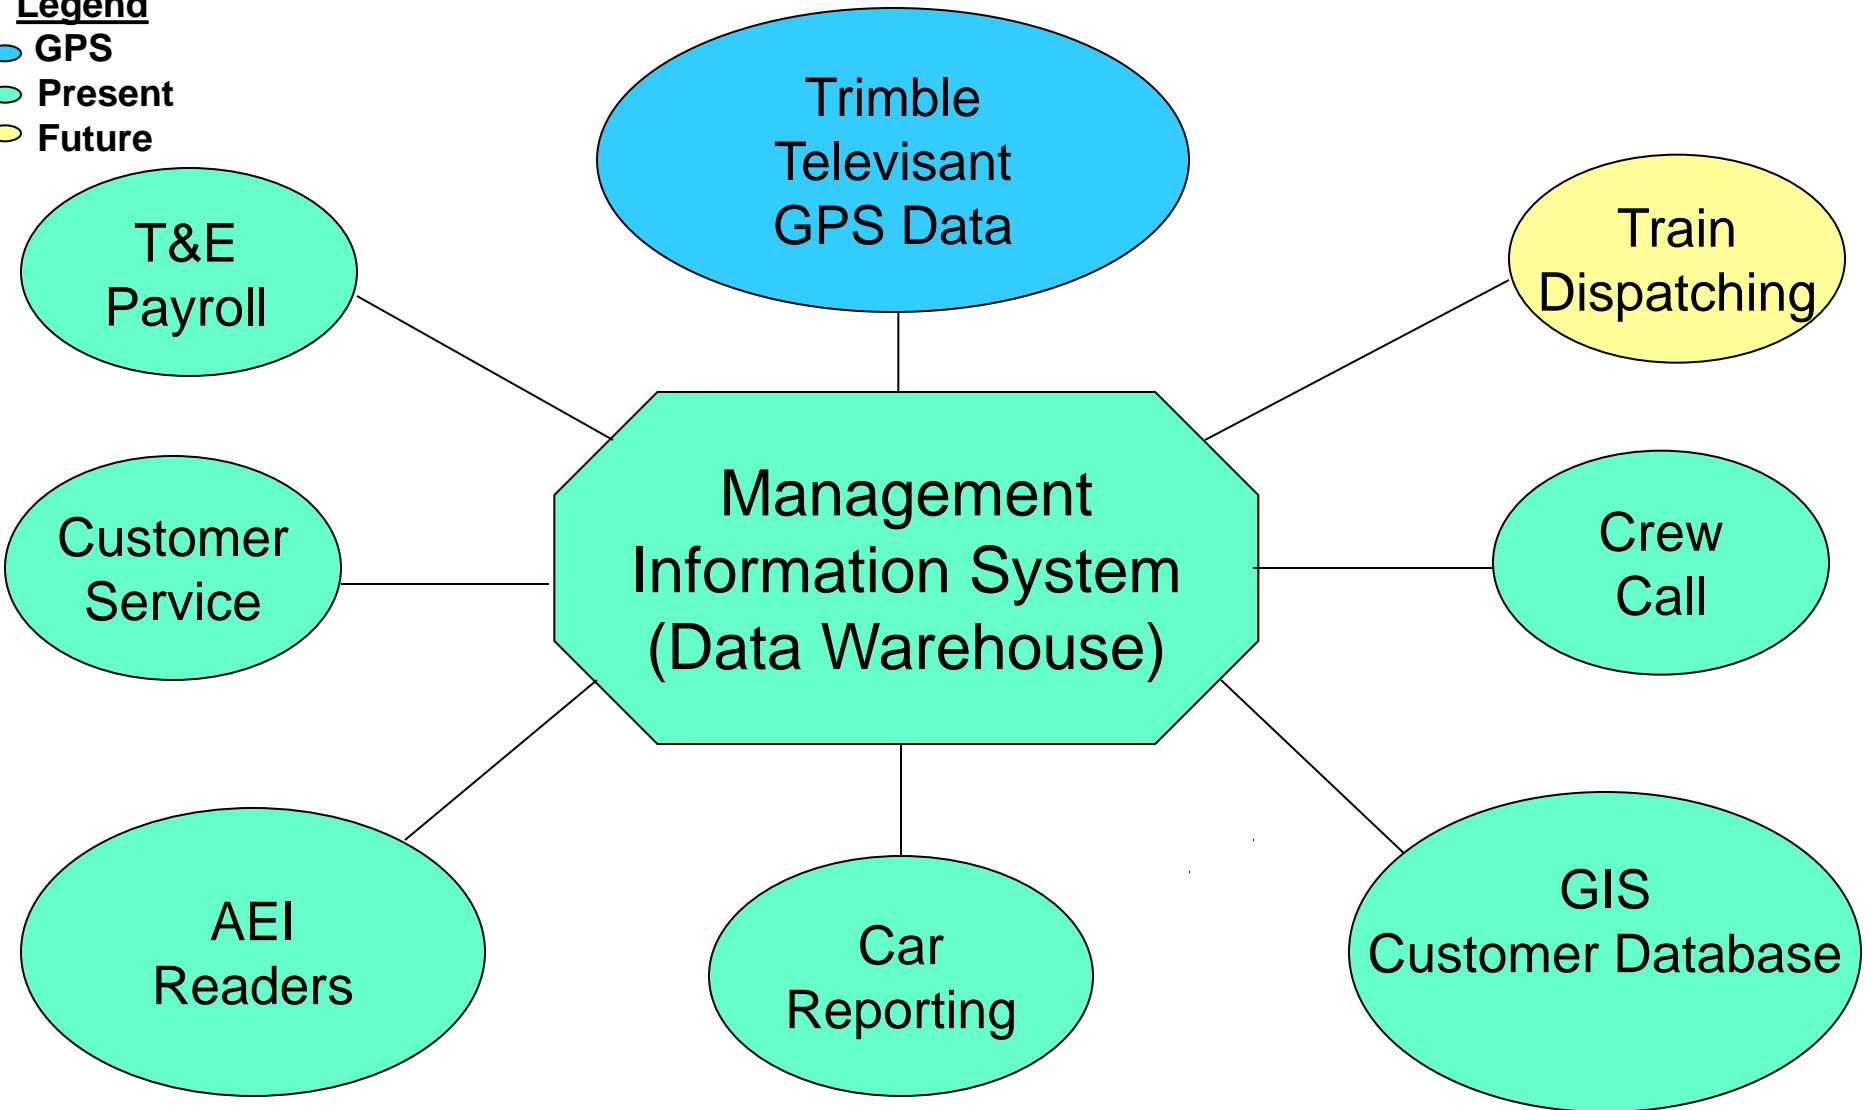 Legend
GPS
Present
Future
Trimble
Televisant
GPS Data
T&E
Payroll
Train
Dispatching
Management
Information System
(Data Warehouse)
Customer
Service
Crew
Call
AEI
Readers
Car
Reporting
GIS
Customer Database